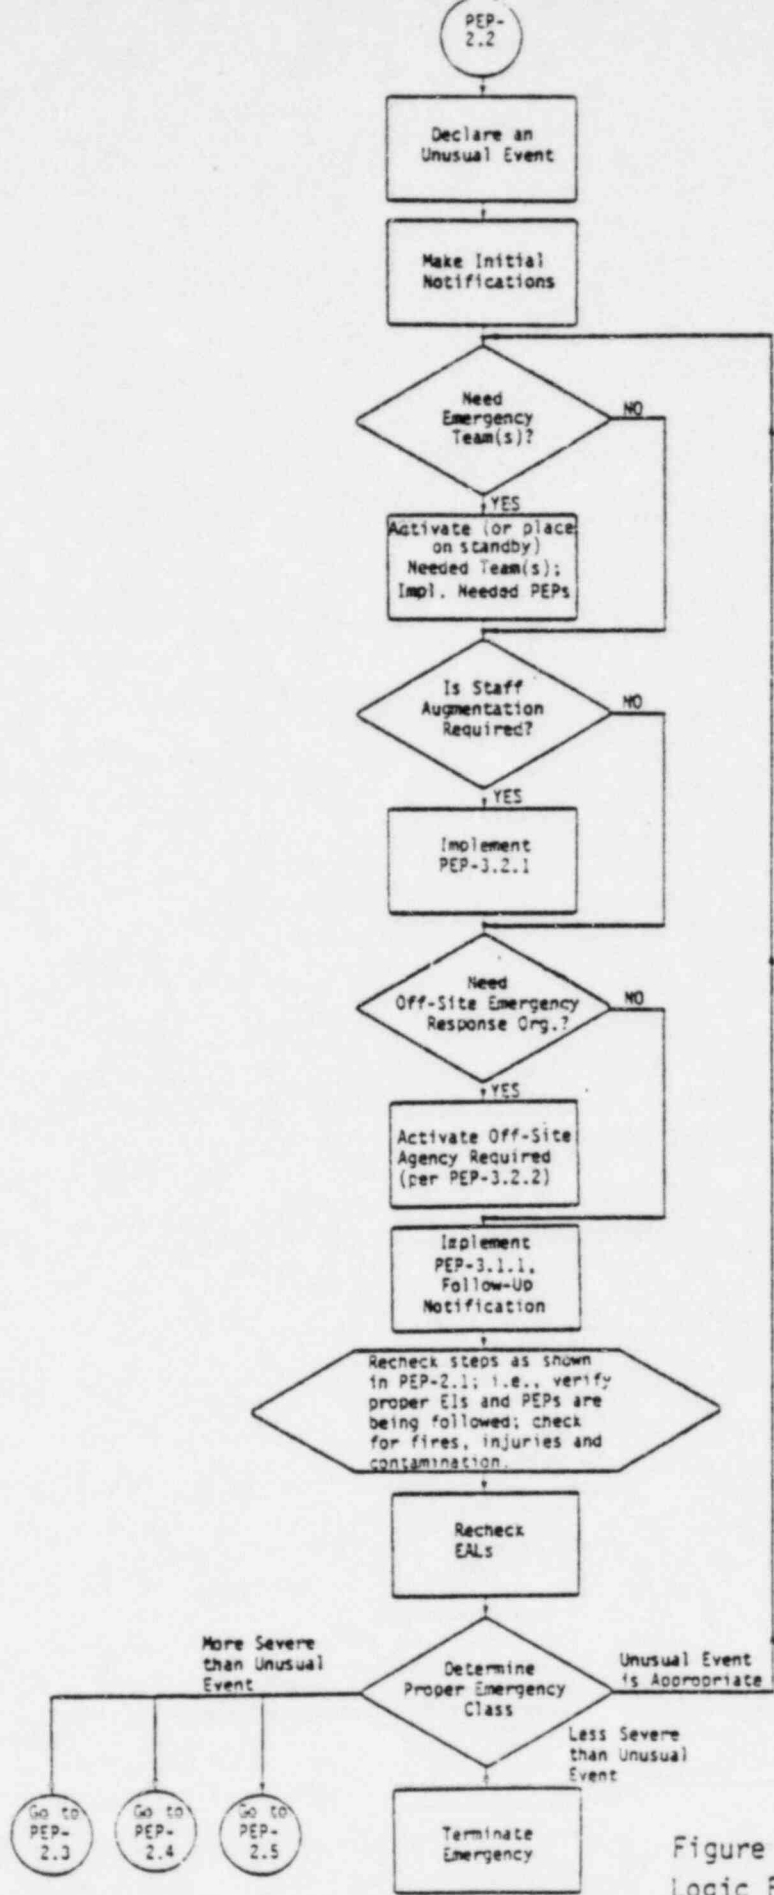 PEP-
2.2
Declare an
Unusual Event
Make Initial
Notifications
Need
Emergency
Team(s)?
NO
YES
Activate (or place
on standby)
Needed Team(s);
Impl. Needed PEPs
Is Staff
Augmentation
Required?
NO
YES
Implement
PEP-3.2.1
Need
Off-Site Emergency
Response Org.?
NO
YES
Activate Off-Site
Agency Required
(per PEP-3.2.2)
Implement
PEP-3.1.1,
Follow-Up
Notification
Recheck steps as shown
in PEP-2.1; i.e., verify
proper EIs and PEPs are
being followed; check
for fires, injuries and
contamination.
Recheck
EALs
More Severe
than Unusual
Event
Determine
Proper Emergency
Class
Unusual Event
is Appropriate
Less Severe
than Unusual
Event
Go to
PEP-
2.3
Go to
PEP-
2.4
Go to
PEP-
2.5
Terminate
Emergency
Figure
Logic